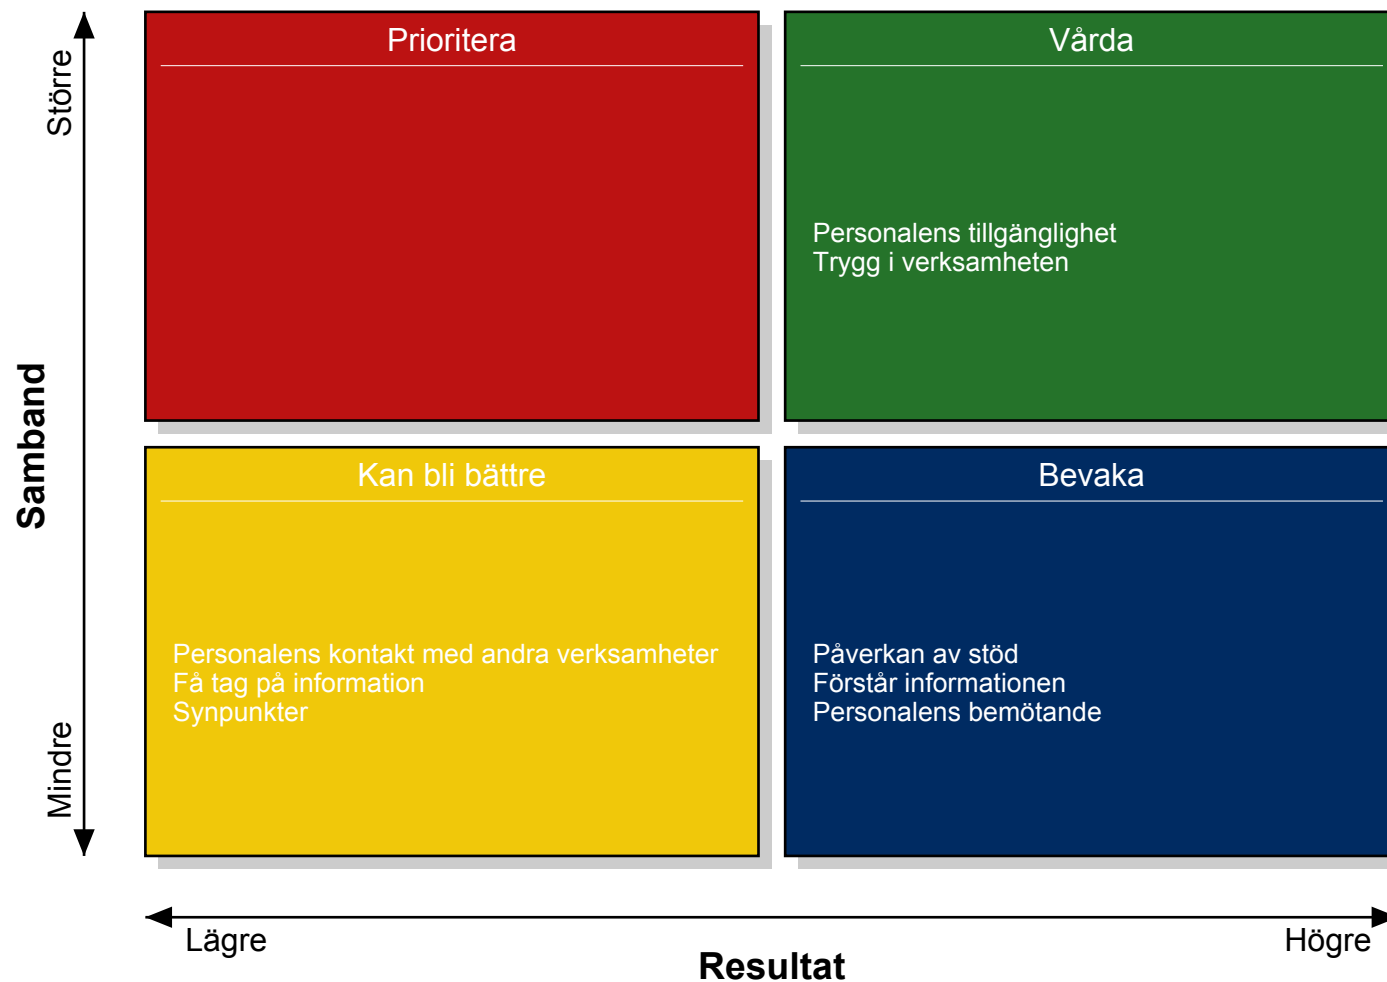 Större
Samband
Mindre
Prioritera
Vårda
Personalens tillgänglighet
Trygg i verksamheten
Kan bli bättre
Personalens kontakt med andra verksamheter
Få tag på information
Synpunkter
Bevaka
Påverkan av stöd
Förstår informationen
Personalens bemötande
Lägre
Högre
Resultat